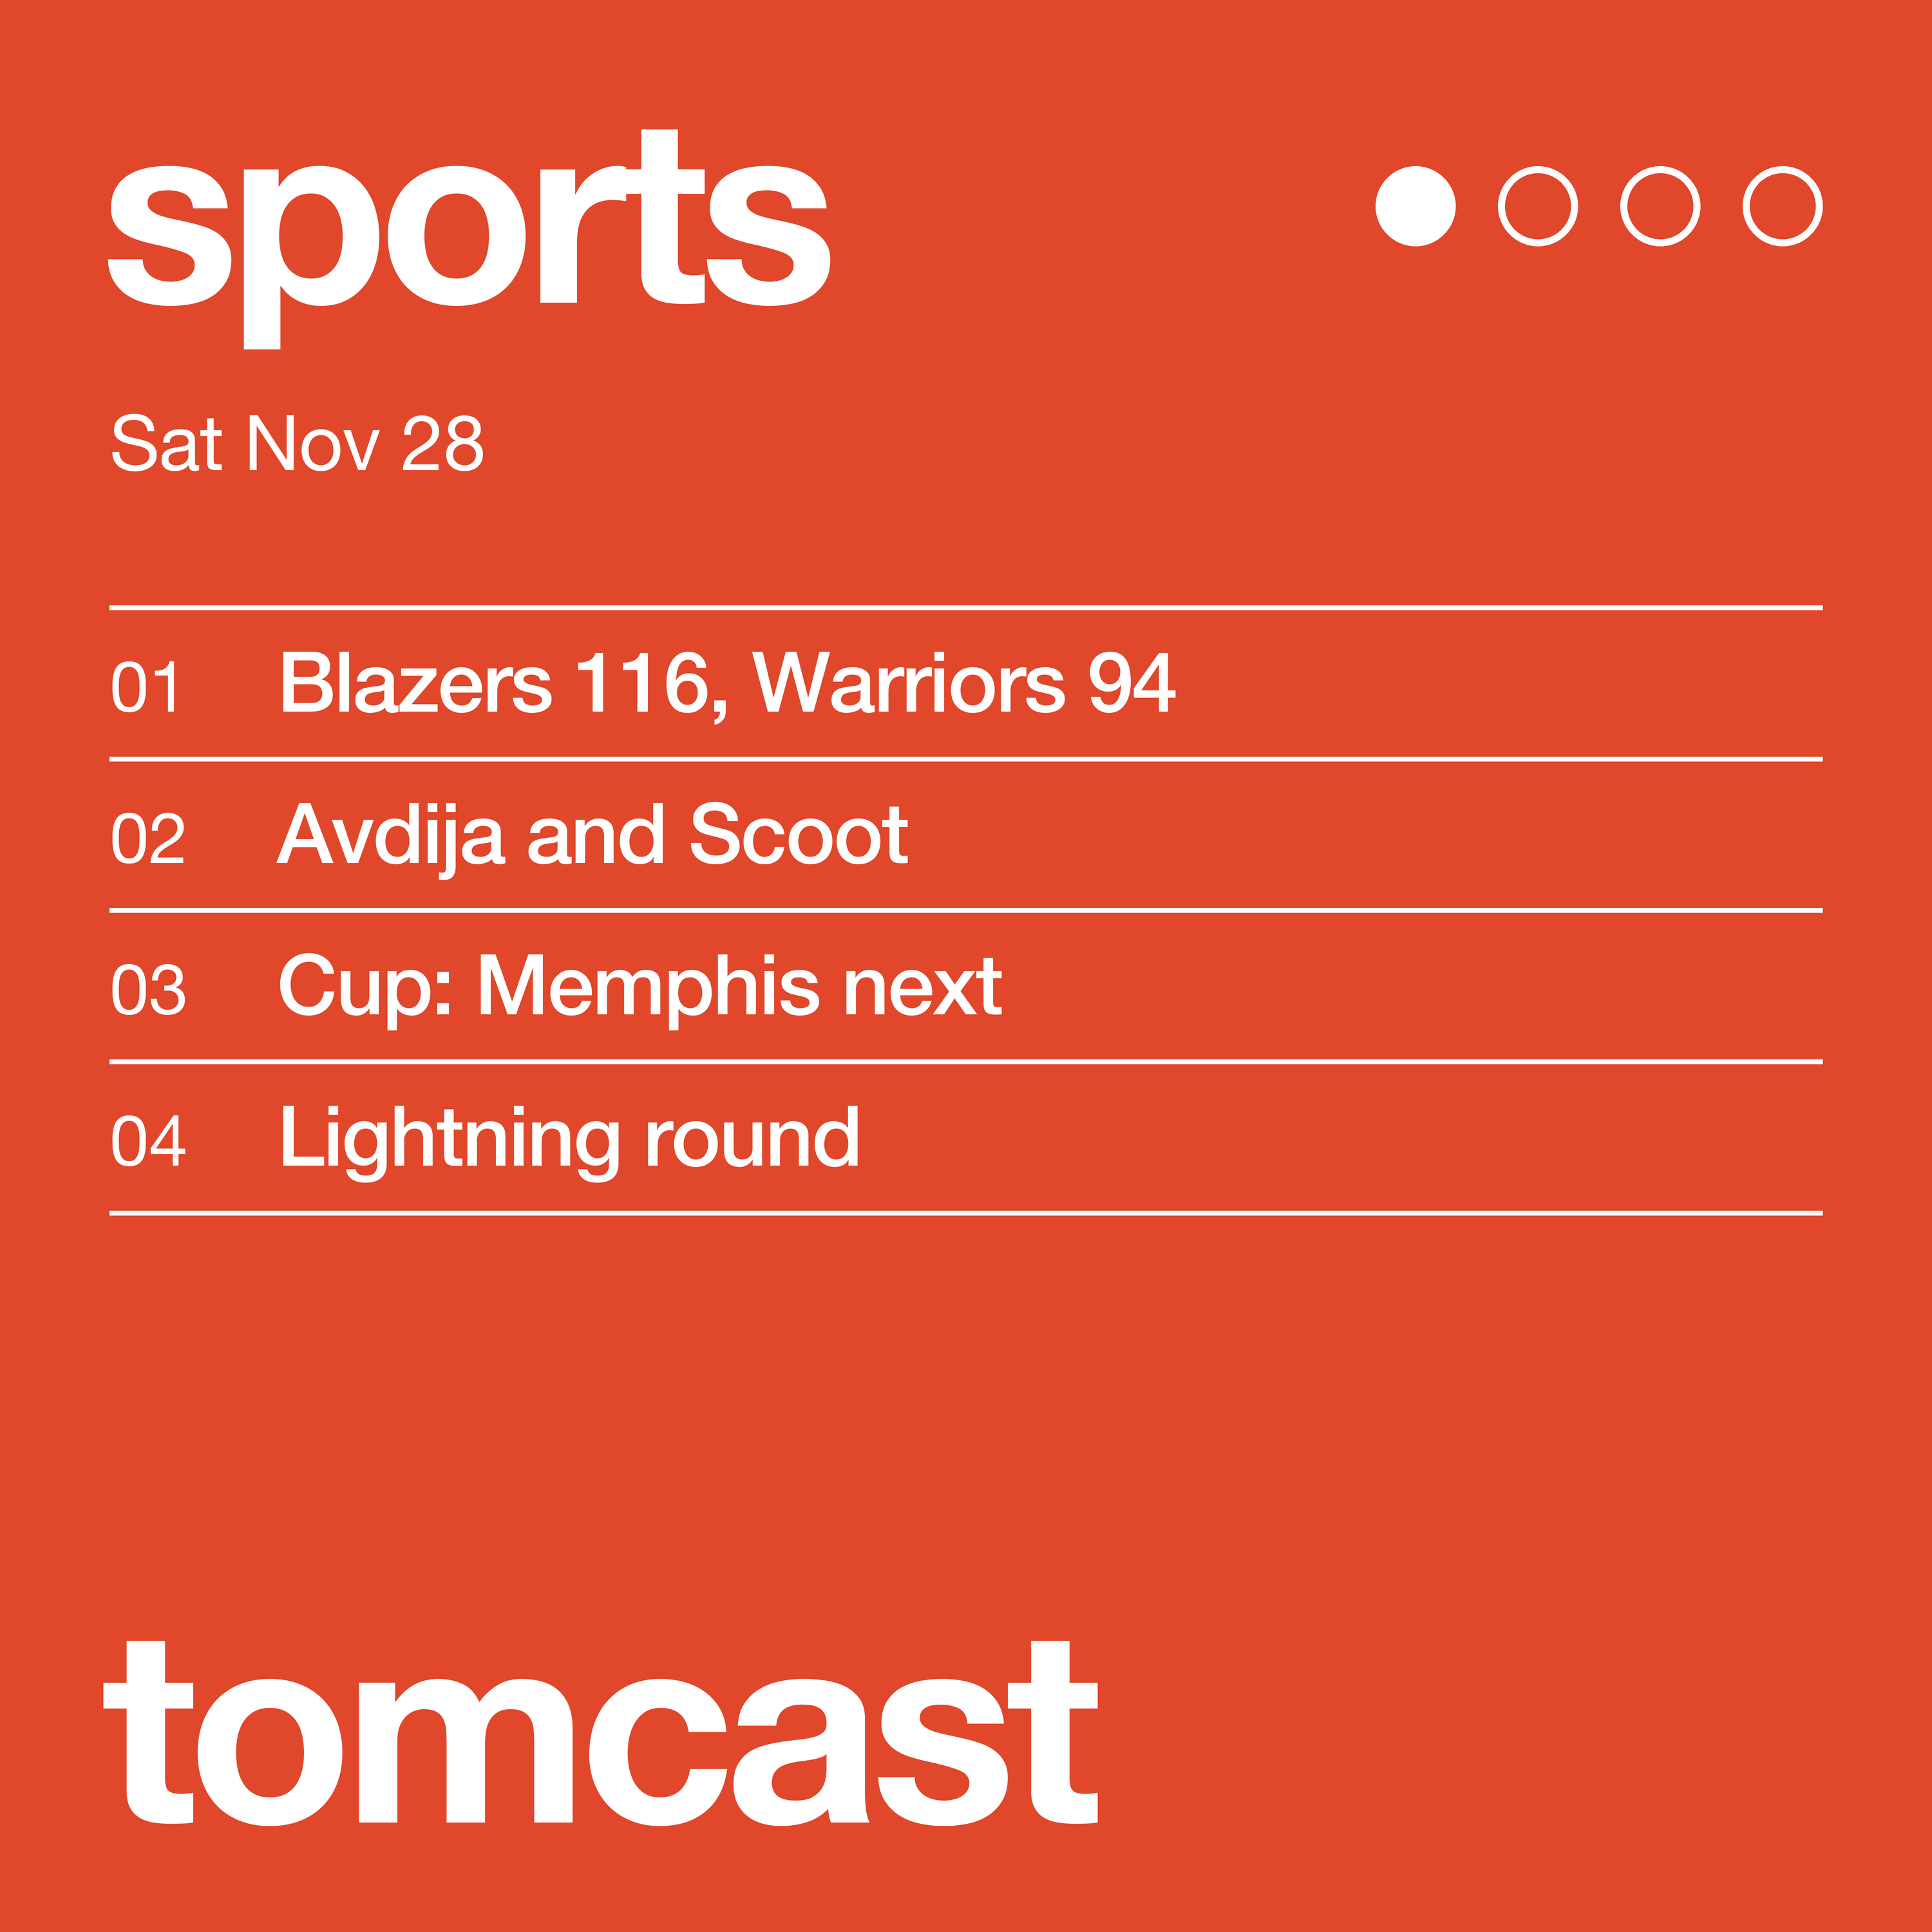 sports
Sat Nov 28
01 Blazers 116, Warriors 94
02 Avdija and Scoot
03 Cup: Memphis next
04 Lightning round
tomcast